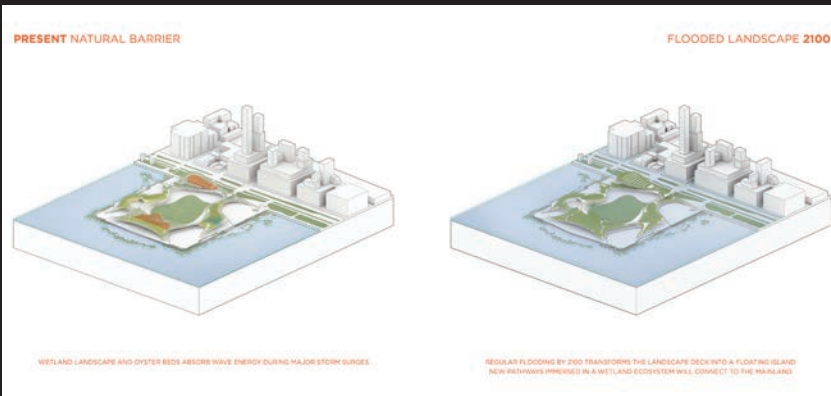 PRESENT NATURAL BARRIER
FLOODED LANDSCAPE 2100
WETLAND LANDSCAPE AND OYSTER BEDS ABSORB WAVE ENERGY DURING MAJOR STORM SURGES
REGULAR FLOODING BY 2100 TRANSFORMS THE LANDSCAPE DECK INTO A FLOATING ISLAND
NEW PATHWAYS IMMERSED IN A WETLAND ECOSYSTEM WILL CONNECT TO THE MAINLAND